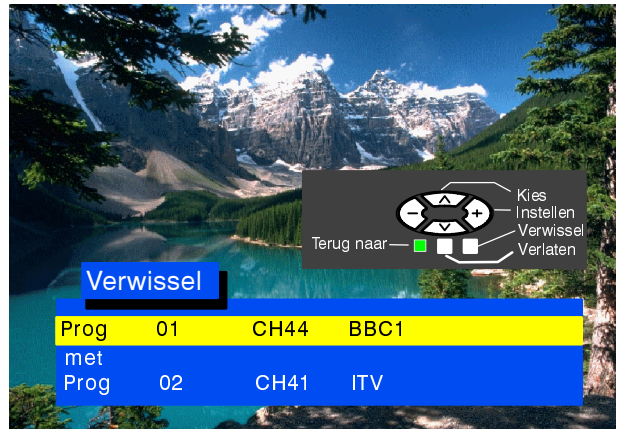 Kies
Instellen
Verwissel
Terug naar
Verlaten
Verwissel
Prog 01 CH44 BBC1
met
Prog 02 CH41 ITV